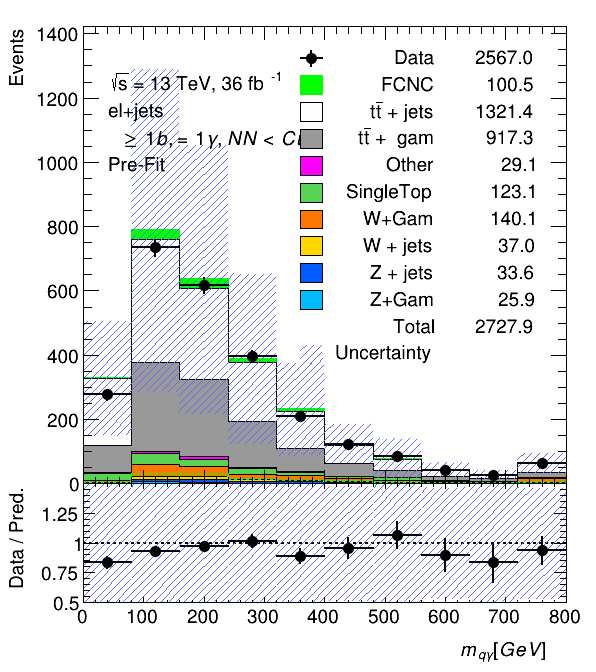 Events
1400
1200
1000
800
600
400
200
0
√s = 13 TeV, 36 fb -1
el+jets
≥ 1b, = 1γ, NN < C
Pre-Fit
Data 2567.0
FCNC 100.5
tt̄ + jets 1321.4
tt̄ + gam 917.3
Other 29.1
SingleTop 123.1
W+Gam 140.1
W + jets 37.0
Z + jets 33.6
Z+Gam 25.9
Total 2727.9
Uncertainty
Data / Pred.
1.25
1
0.75
0.5
0 100 200 300 400 500 600 700 800
m_qγ[GeV]